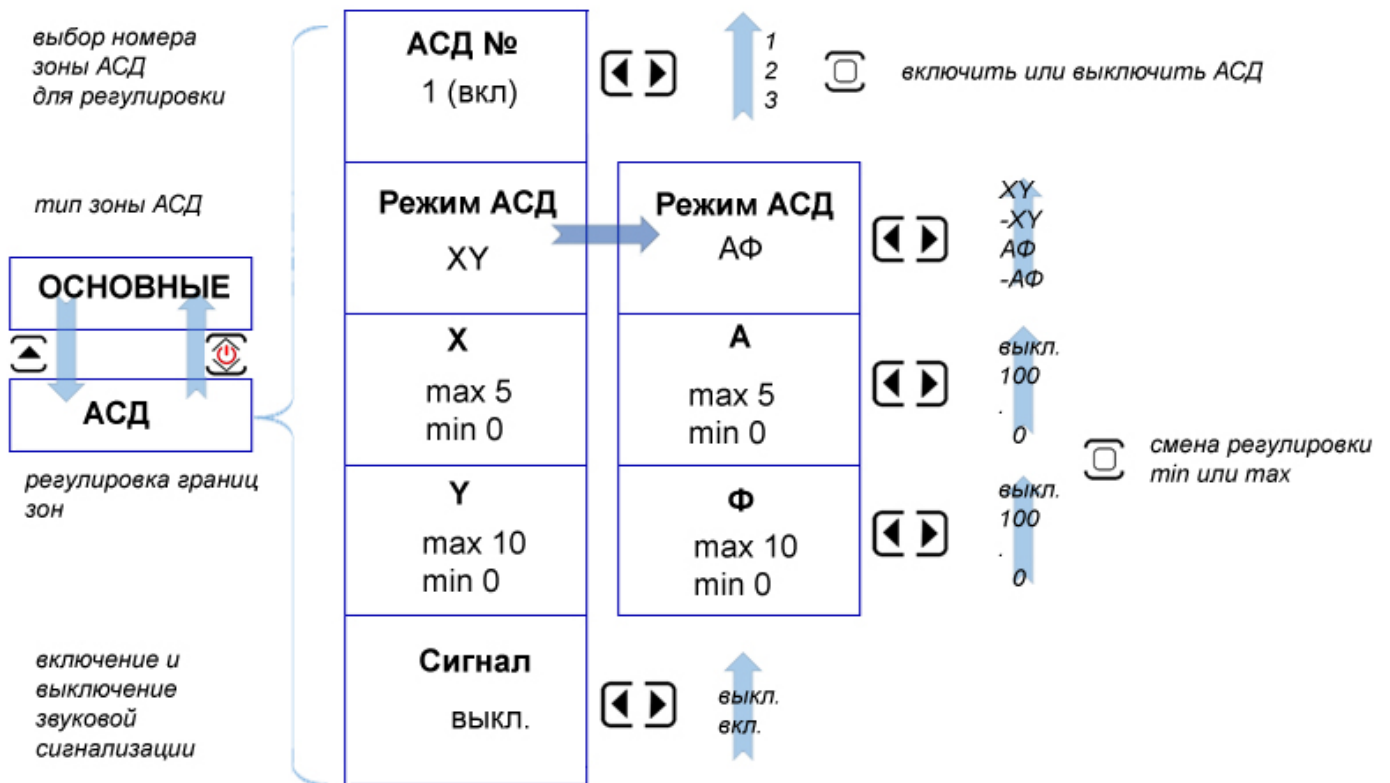 выбор номера
зоны АСД
для регулировки
АСД №
1 (вкл)
1
2
3
включить или выключить АСД
тип зоны АСД
Режим АСД
XY
Режим АСД
АФ
XY
-XY
АФ
-АФ
ОСНОВНЫЕ
АСД
регулировка границ
зон
X
max 5
min 0
А
max 5
min 0
выкл.
100
.
0
смена регулировки
min или max
Y
max 10
min 0
Ф
max 10
min 0
выкл.
100
.
0
включение и
выключение
звуковой
сигнализации
Сигнал
выкл.
выкл.
вкл.